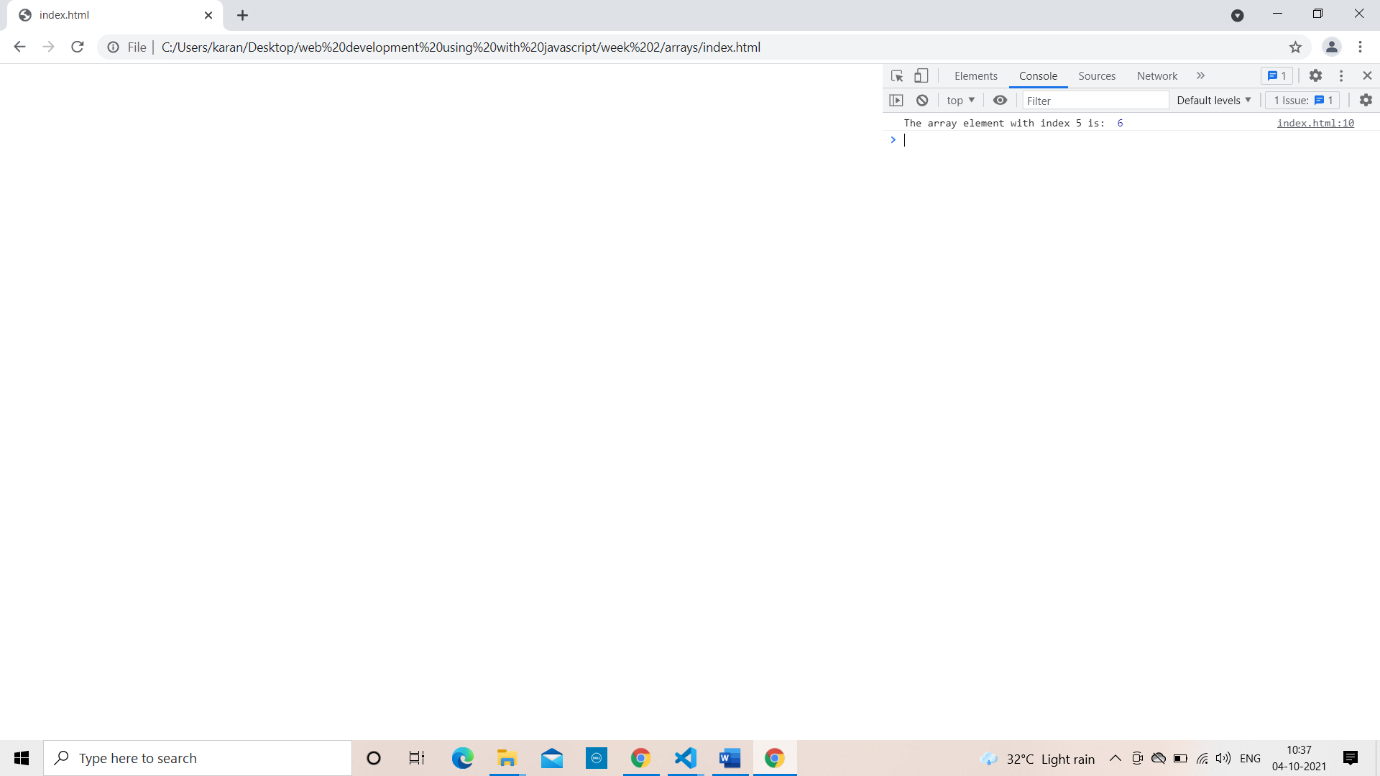 index.html
File | C:/Users/karan/Desktop/web%20development%20using%20with%20javascript/week%202/arrays/index.html
Elements Console Sources Network » 1
top Filter Default levels 1 Issue: 1
The array element with index 5 is: 6 index.html:10
>
Type here to search
32°C Light rain ENG 10:37
04-10-2021